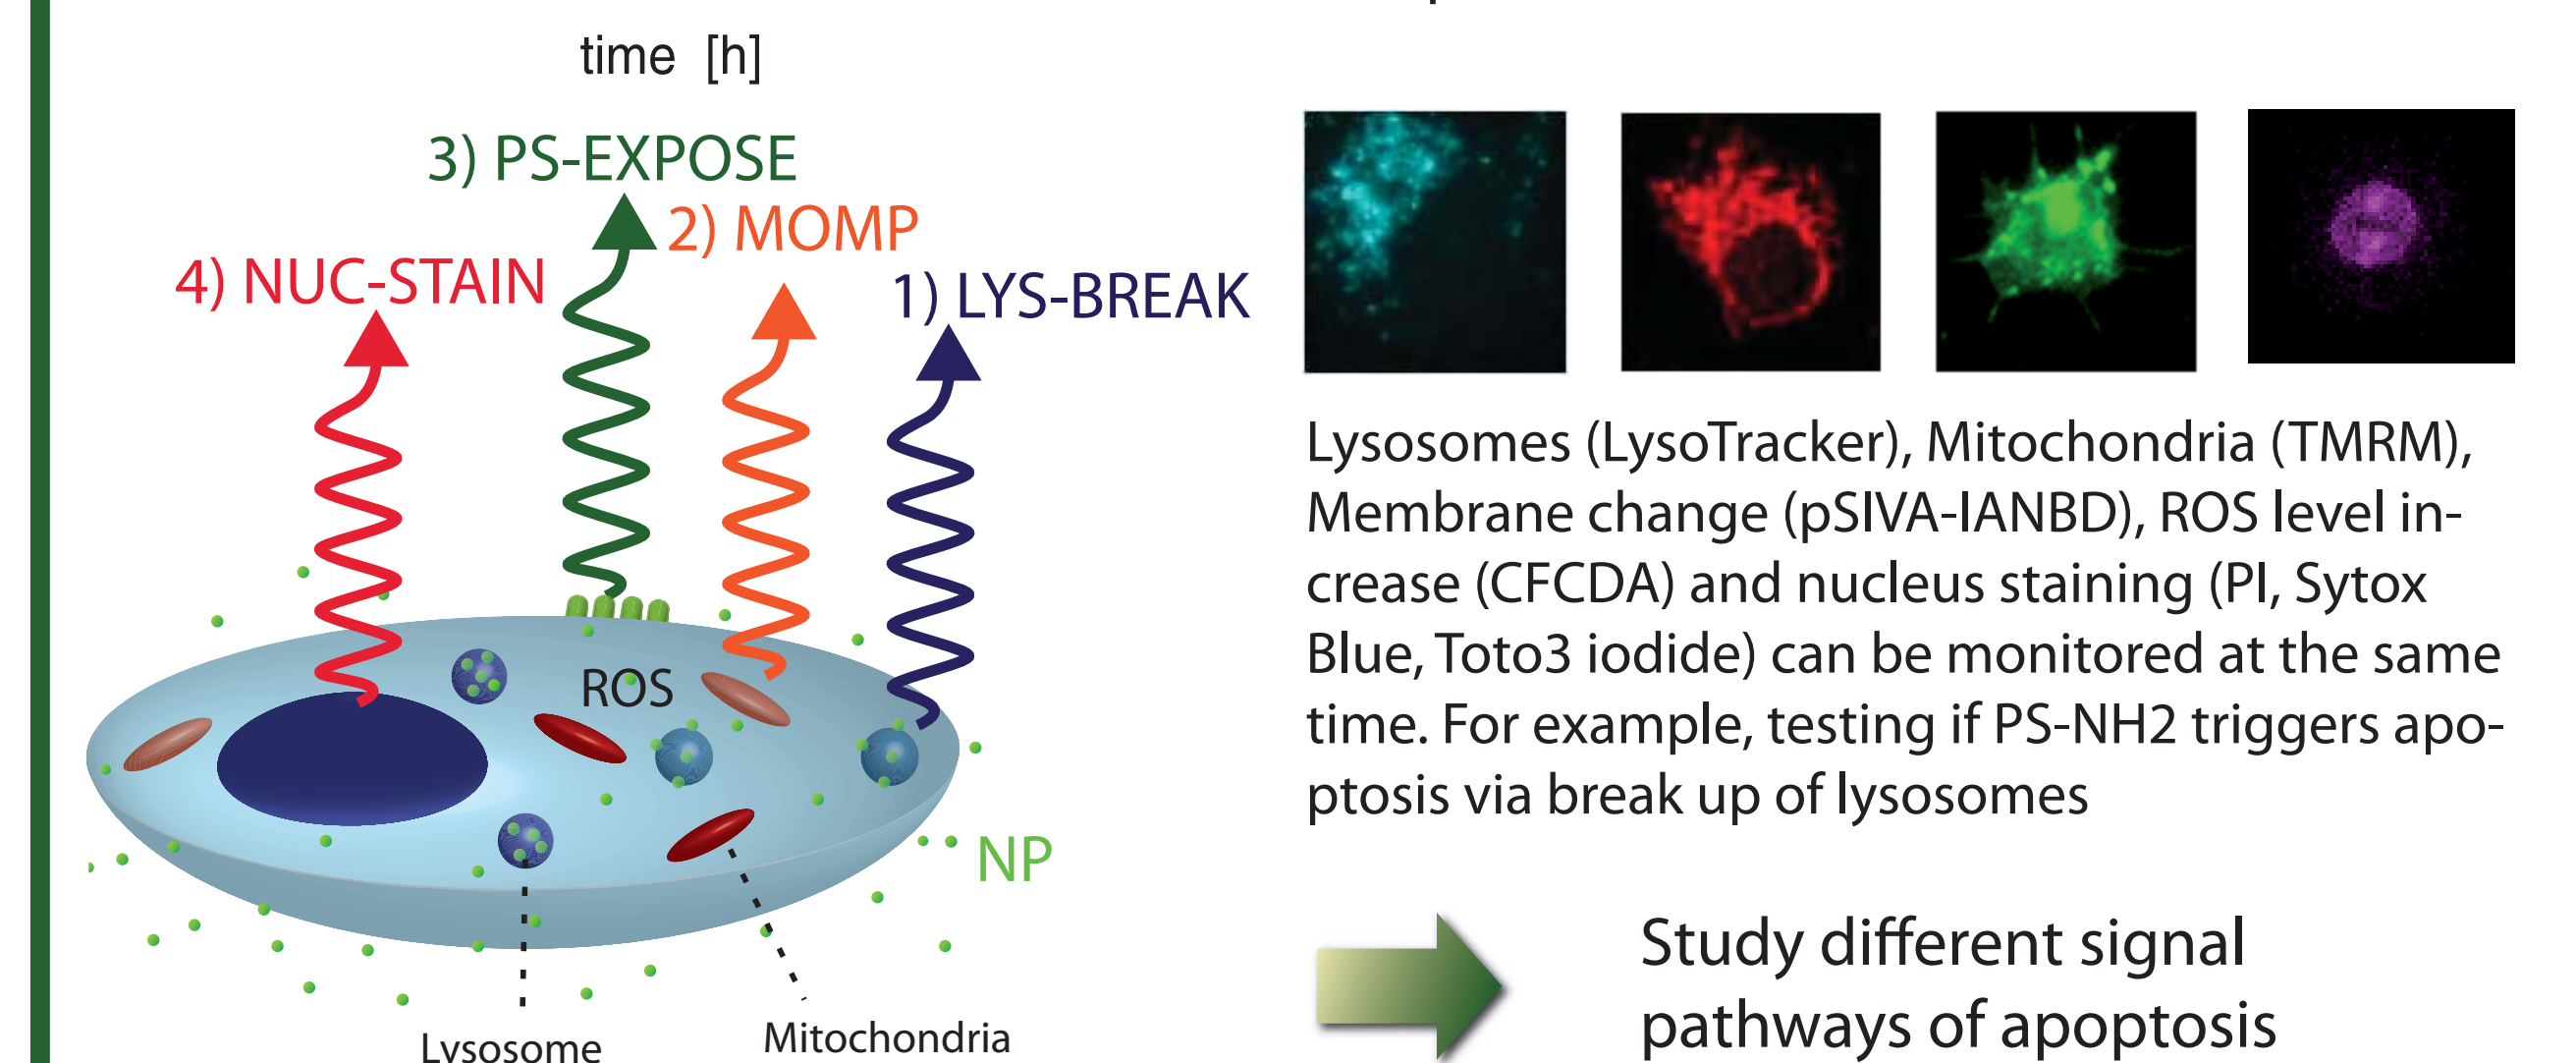 time [h]
3) PS-EXPOSE
2) MOMP
4) NUC-STAIN
1) LYS-BREAK
ROS
NP
Lysosome
Mitochondria
Lysosomes (LysoTracker), Mitochondria (TMRM),
Membrane change (pSIVA-IANBD), ROS level in-
crease (CFCDA) and nucleus staining (PI, Sytox
Blue, Toto3 iodide) can be monitored at the same
time. For example, testing if PS-NH2 triggers apo-
ptosis via break up of lysosomes
Study different signal
pathways of apoptosis